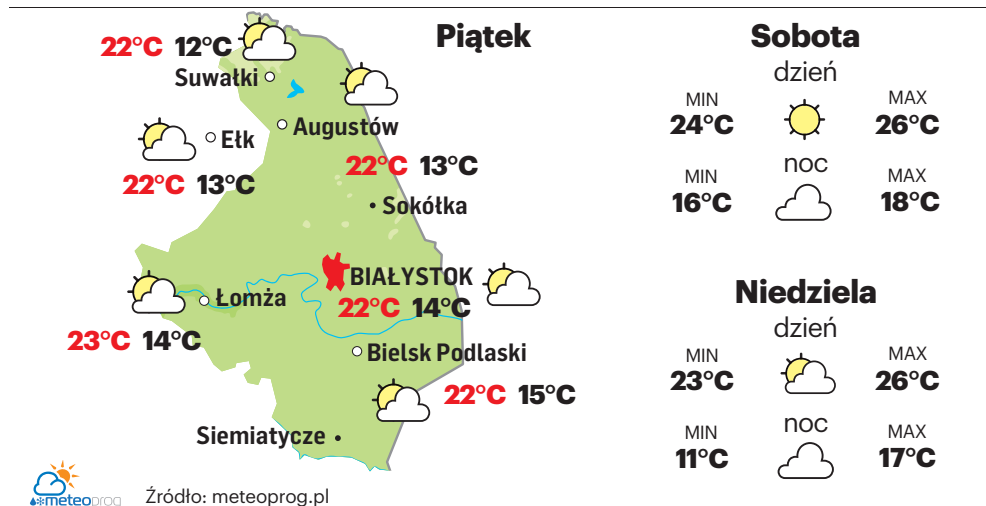 Piątek
22°C 12°C
Suwałki
Augustów
Ełk
22°C 13°C
22°C 13°C
Sokółka
BIAŁYSTOK
22°C 14°C
Łomża
23°C 14°C
Bielsk Podlaski
22°C 15°C
Siemiatycze
meteoprog
Źródło: meteoprog.pl
Sobota
dzień
MIN MAX
24°C 26°C
noc
MIN MAX
16°C 18°C
Niedziela
dzień
MIN MAX
23°C 26°C
noc
MIN MAX
11°C 17°C